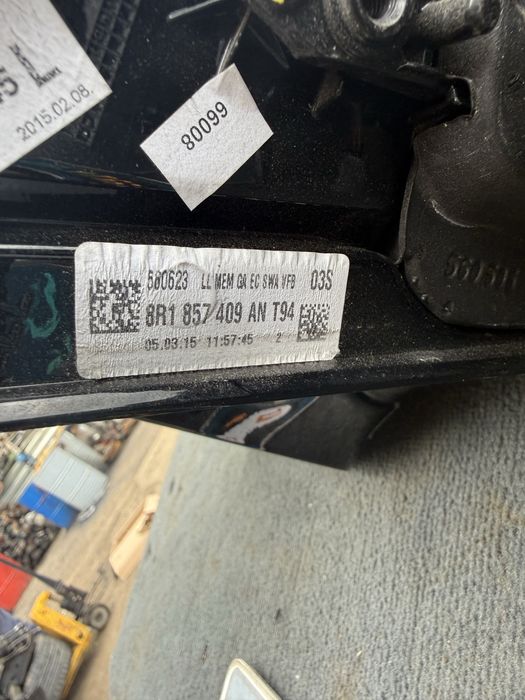 2015.02.08.
80099
580623 LL MEM GA EC SWA VFB 03S
8R1 857 409 AN T94
05.03.15 11:57:45 2